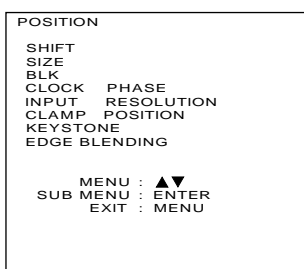 POSITION
SHIFT
SIZE
BLK
CLOCK PHASE
INPUT RESOLUTION
CLAMP POSITION
KEYSTONE
EDGE BLENDING
MENU : ▲▼
SUB MENU : ENTER
EXIT : MENU